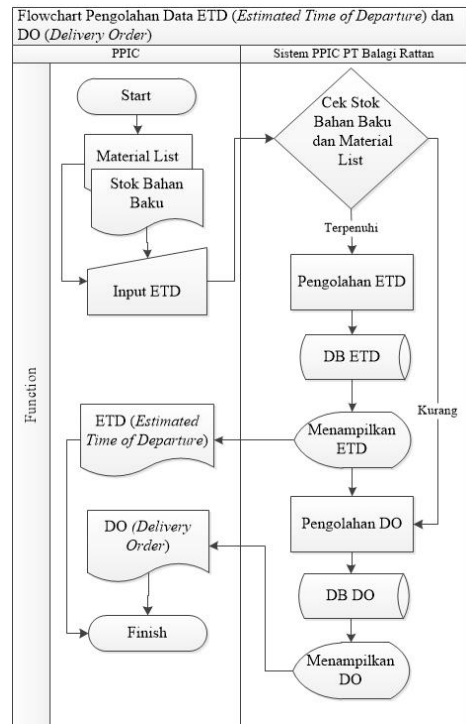 Flowchart Pengolahan Data ETD (Estimated Time of Departure) dan
DO (Delivery Order)
PPIC
Sistem PPIC PT Balagi Rattan
Function
Start
Material List
Stok Bahan
Baku
Input ETD
Cek Stok
Bahan Baku
dan Material
List
Terpenuhi
Pengolahan ETD
DB ETD
Kurang
Menampilkan
ETD
ETD (Estimated
Time of Departure)
Pengolahan DO
DB DO
Menampilkan
DO
DO (Delivery
Order)
Finish